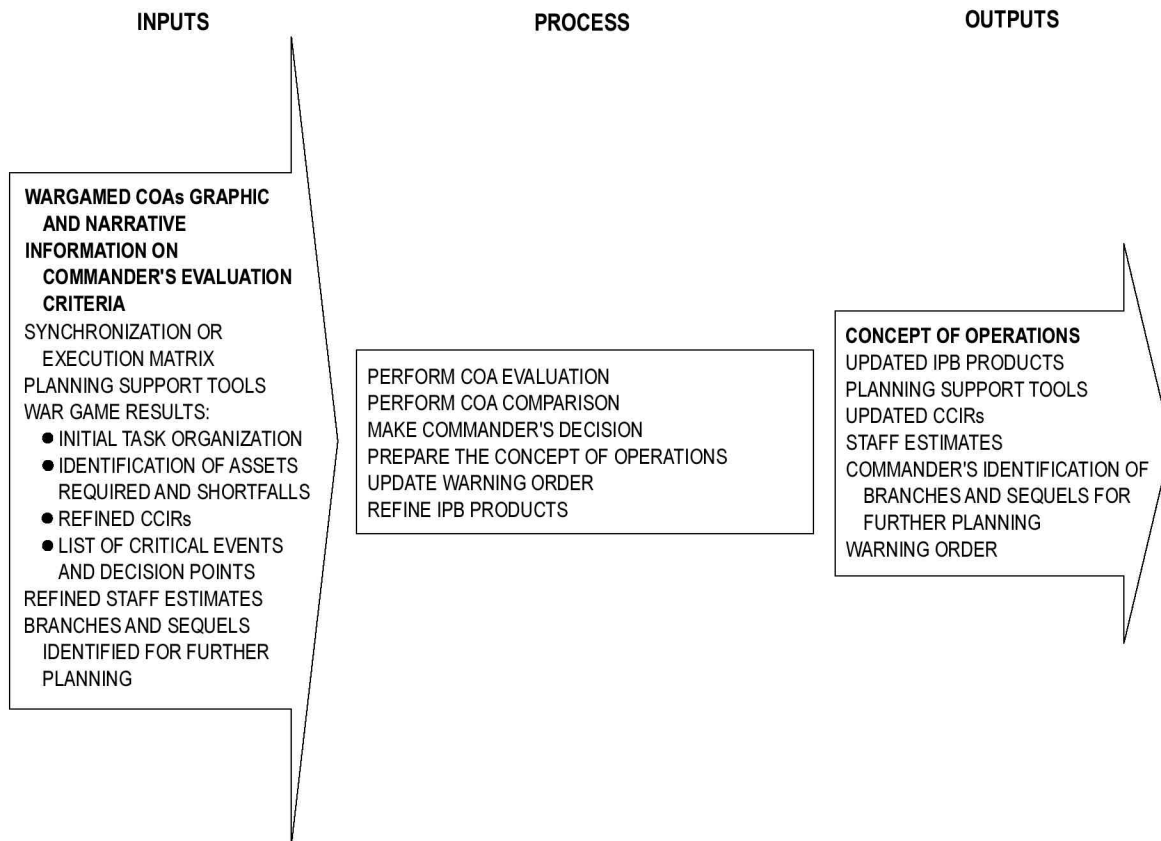 INPUTS
PROCESS
OUTPUTS
WARGAMED COAs GRAPHIC
AND NARRATIVE
INFORMATION ON
COMMANDER'S EVALUATION
CRITERIA
SYNCHRONIZATION OR
EXECUTION MATRIX
PLANNING SUPPORT TOOLS
WAR GAME RESULTS:
● INITIAL TASK ORGANIZATION
● IDENTIFICATION OF ASSETS
REQUIRED AND SHORTFALLS
● REFINED CCIRs
● LIST OF CRITICAL EVENTS
AND DECISION POINTS
REFINED STAFF ESTIMATES
BRANCHES AND SEQUELS
IDENTIFIED FOR FURTHER
PLANNING
PERFORM COA EVALUATION
PERFORM COA COMPARISON
MAKE COMMANDER'S DECISION
PREPARE THE CONCEPT OF OPERATIONS
UPDATE WARNING ORDER
REFINE IPB PRODUCTS
CONCEPT OF OPERATIONS
UPDATED IPB PRODUCTS
PLANNING SUPPORT TOOLS
UPDATED CCIRs
STAFF ESTIMATES
COMMANDER'S IDENTIFICATION OF
BRANCHES AND SEQUELS FOR
FURTHER PLANNING
WARNING ORDER